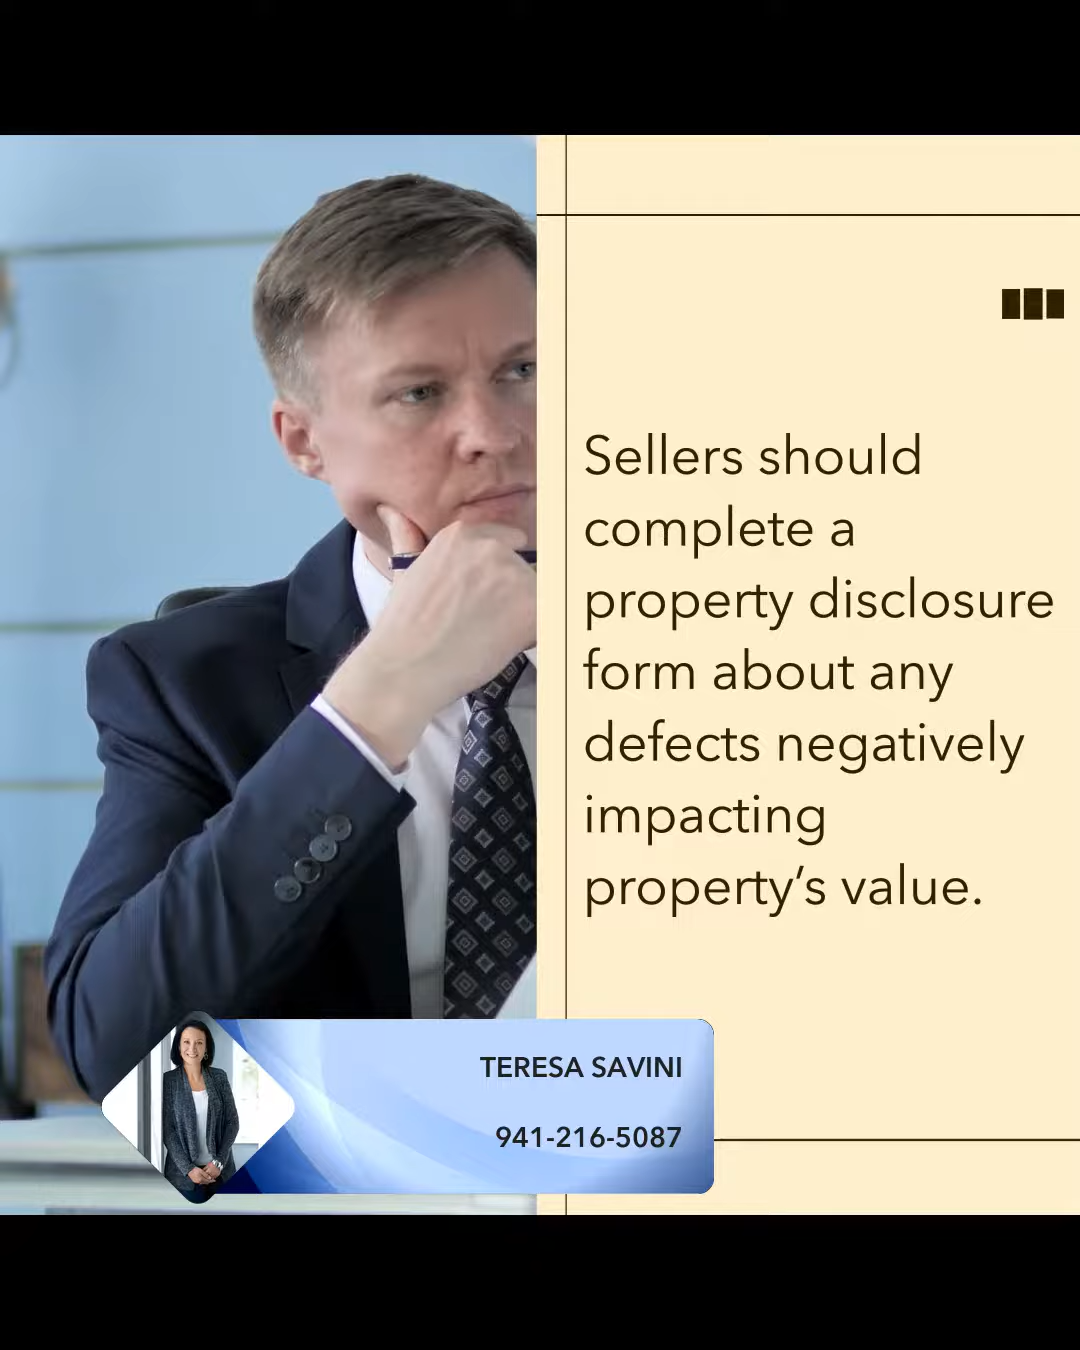 Sellers should
complete a
property disclosure
form about any
defects negatively
impacting
property’s value.
TERESA SAVINI
941-216-5087